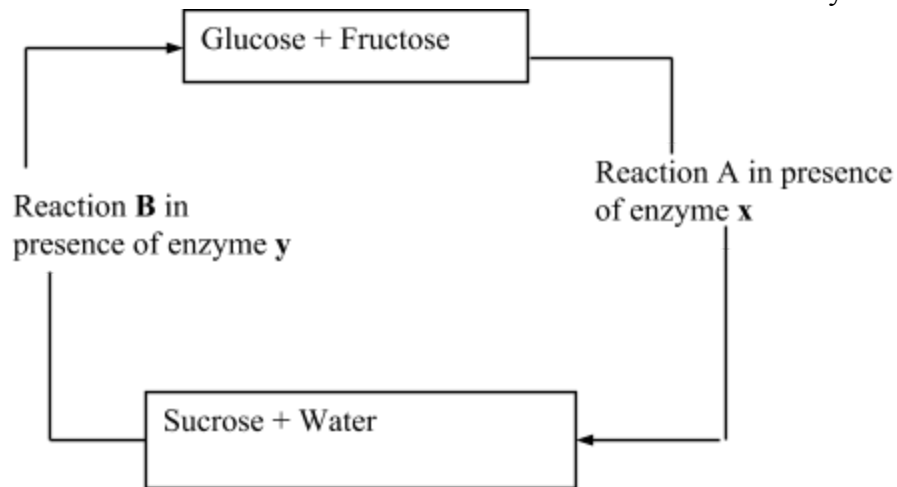 Glucose + Fructose
Reaction A in presence
of enzyme x
Reaction B in
presence of enzyme y
Sucrose + Water